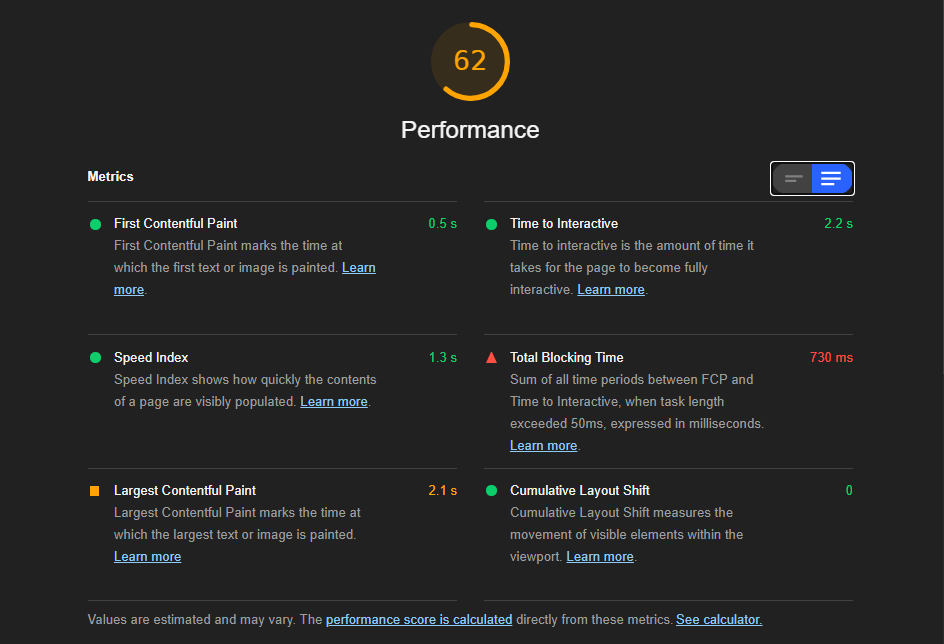 62
Performance
Metrics
First Contentful Paint 0.5 s
First Contentful Paint marks the time at
which the first text or image is painted. Learn
more.
Time to Interactive 2.2 s
Time to interactive is the amount of time it
takes for the page to become fully
interactive. Learn more.
Speed Index 1.3 s
Speed Index shows how quickly the contents
of a page are visibly populated. Learn more.
Total Blocking Time 730 ms
Sum of all time periods between FCP and
Time to Interactive, when task length
exceeded 50ms, expressed in milliseconds.
Learn more.
Largest Contentful Paint 2.1 s
Largest Contentful Paint marks the time at
which the largest text or image is painted.
Learn more
Cumulative Layout Shift 0
Cumulative Layout Shift measures the
movement of visible elements within the
viewport. Learn more.
Values are estimated and may vary. The performance score is calculated directly from these metrics. See calculator.